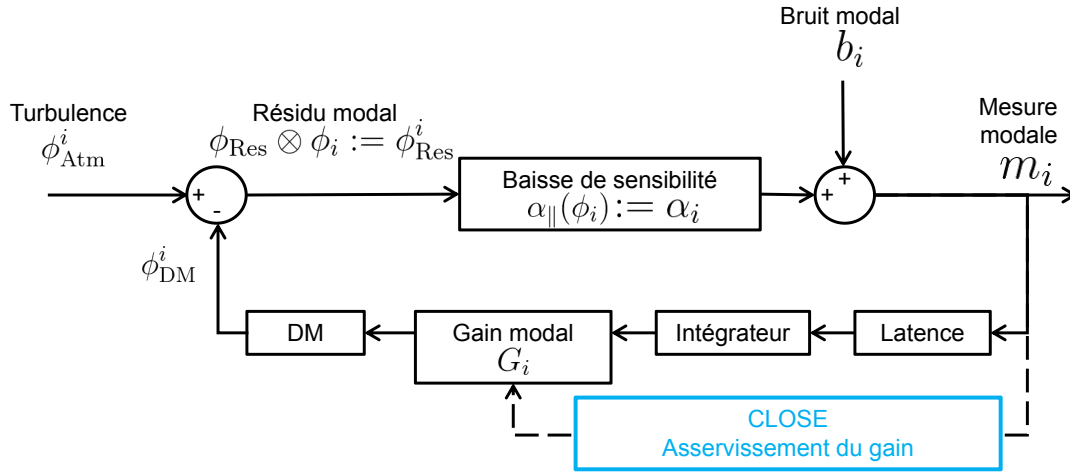 Bruit modal
b_i
Turbulence
ϕ^i_Atm
Résidu modal
ϕ_Res ⊗ ϕ_i := ϕ^i_Res
Mesure
modale
m_i
+
-
Baisse de sensibilité
α_∥(ϕ_i) := α_i
+
+
ϕ^i_DM
DM
Gain modal
G_i
Intégrateur
Latence
CLOSE
Asservissement du gain